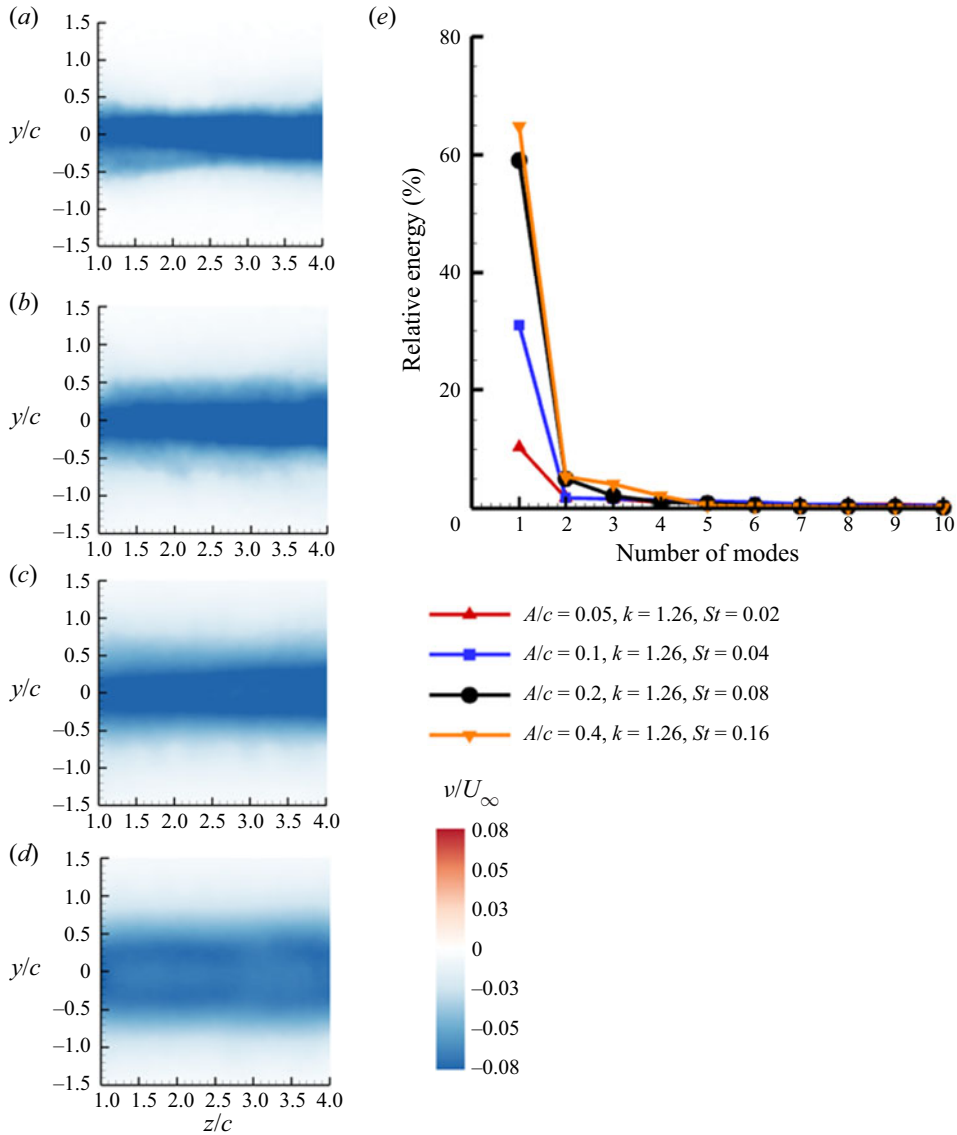 (a)
1.5
1.0
0.5
y/c
0
–0.5
–1.0
–1.5
1.0 1.5 2.0 2.5 3.0 3.5 4.0
(b)
1.5
1.0
0.5
y/c
0
–0.5
–1.0
–1.5
1.0 1.5 2.0 2.5 3.0 3.5 4.0
(c)
1.5
1.0
0.5
y/c
0
–0.5
–1.0
–1.5
1.0 1.5 2.0 2.5 3.0 3.5 4.0
(d)
1.5
1.0
0.5
y/c
0
–0.5
–1.0
–1.5
1.0 1.5 2.0 2.5 3.0 3.5 4.0
z/c
(e)
80
60
40
20
0
Relative energy (%)
1 2 3 4 5 6 7 8 9 10
Number of modes
A/c = 0.05, k = 1.26, St = 0.02
A/c = 0.1, k = 1.26, St = 0.04
A/c = 0.2, k = 1.26, St = 0.08
A/c = 0.4, k = 1.26, St = 0.16
v/U∞
0.08
0.05
0.03
0
–0.03
–0.05
–0.08